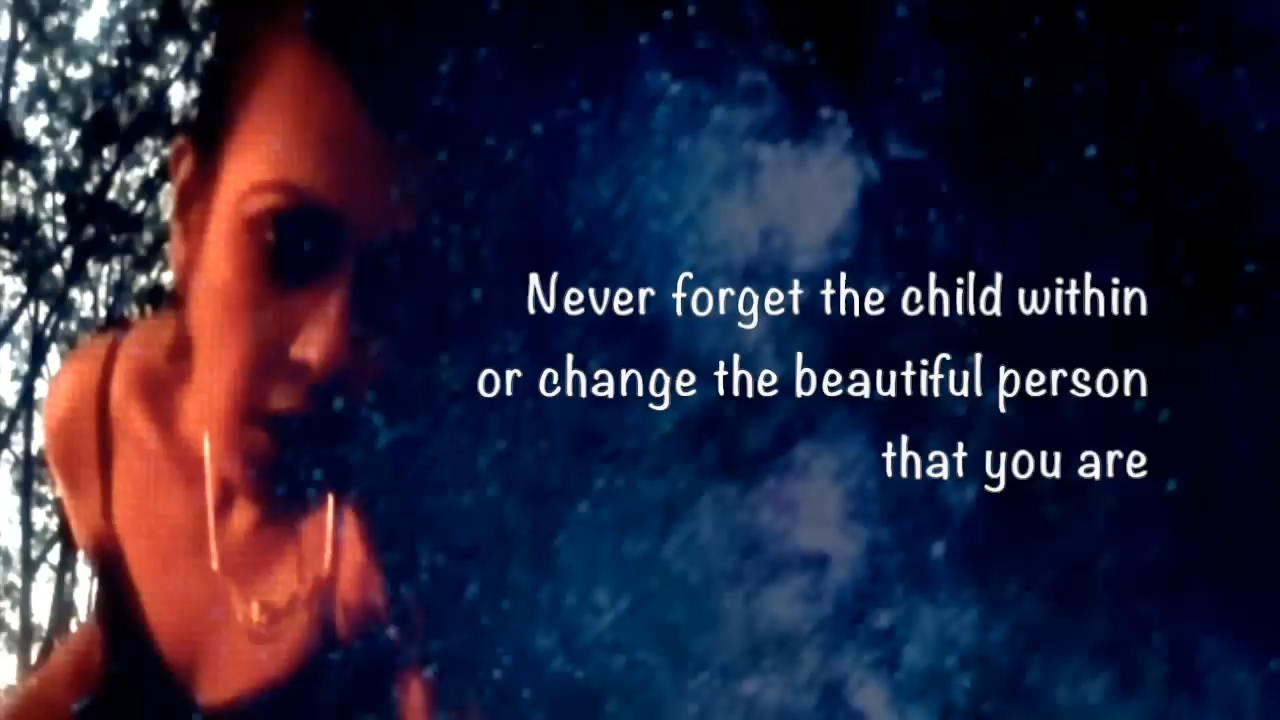 Never forget the child within
or change the beautiful person
that you are